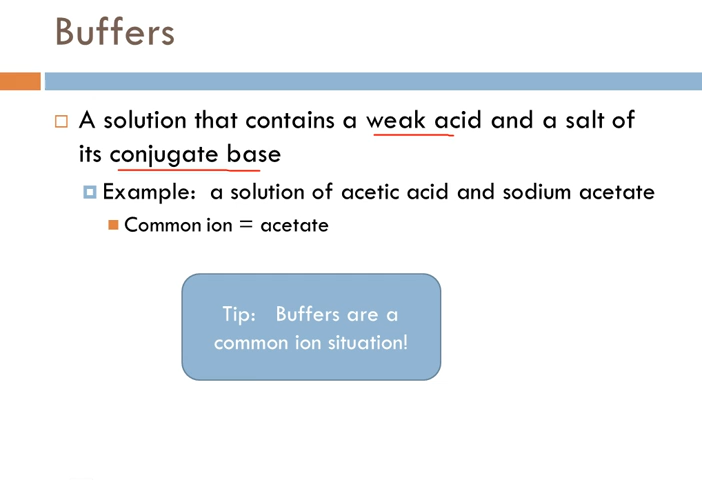 Buffers
A solution that contains a weak acid and a salt of
its conjugate base
Example: a solution of acetic acid and sodium acetate
Common ion = acetate
Tip: Buffers are a
common ion situation!